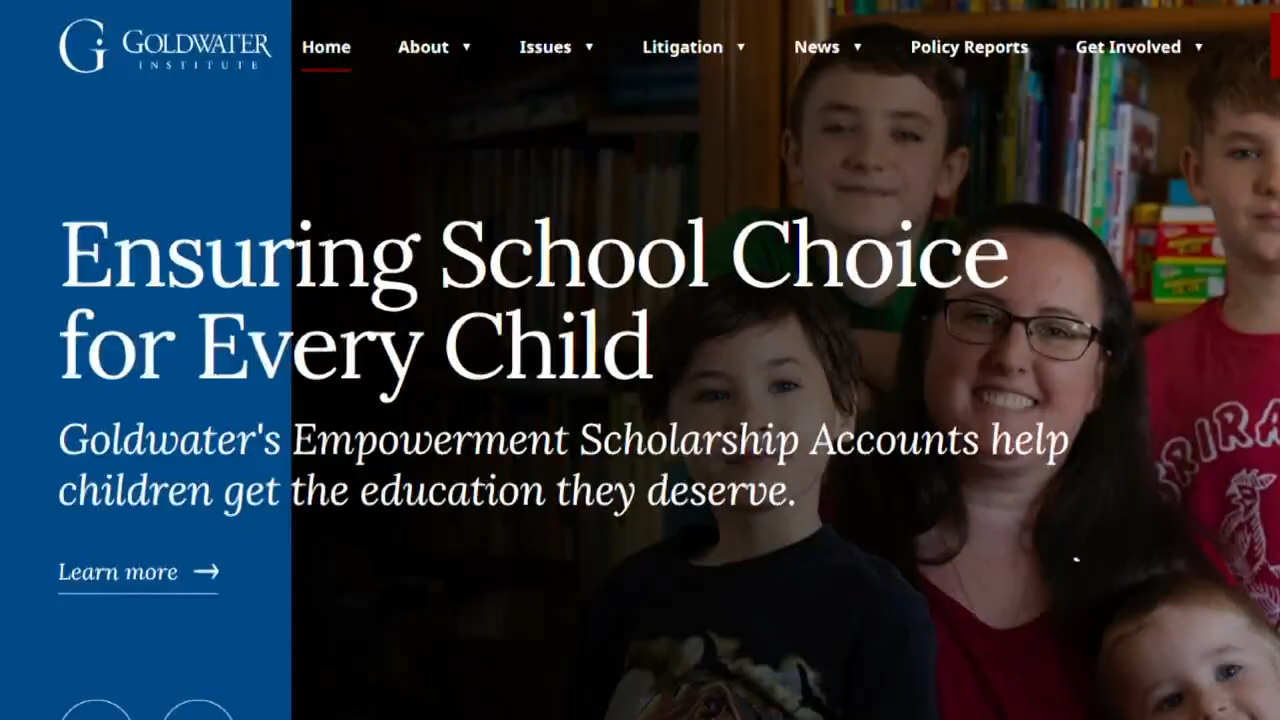 GOLDWATER
INSTITUTE
Home
About
Issues
Litigation
News
Policy Reports
Get Involved
Ensuring School Choice
for Every Child
Goldwater's Empowerment Scholarship Accounts help
children get the education they deserve.
Learn more